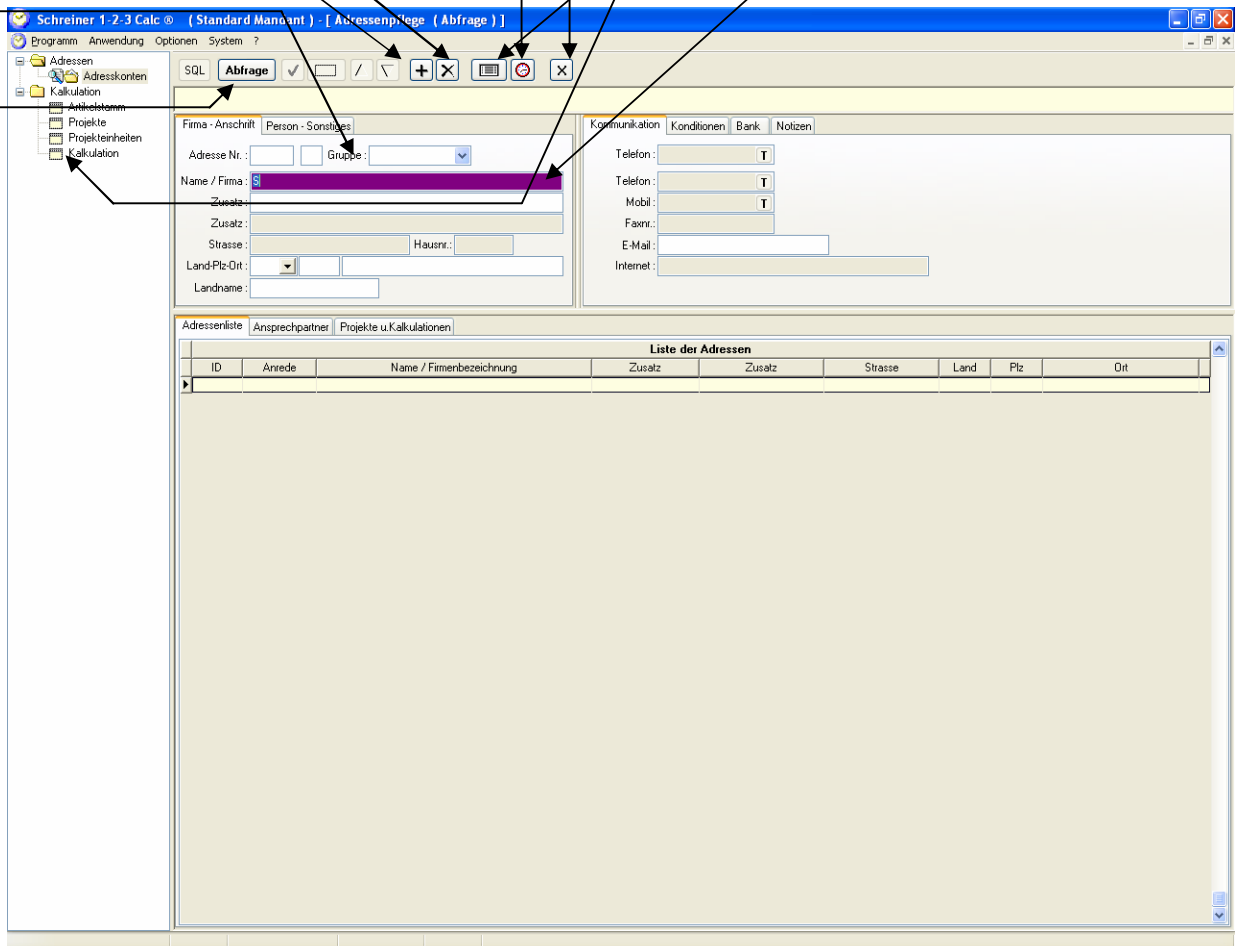 Schreiner 1-2-3 Calc ® ( Standard Mandant ) - [ Adressenpflege ( Abfrage ) ]
Programm Anwendung Optionen System ?
Adressen
Adresskonten
Kalkulation
Artikelstamm
Projekte
Projekteinheiten
Kalkulation
SQL Abfrage
Firma - Anschrift Person - Sonstiges
Adresse Nr. : Gruppe :
Name / Firma : S
Zusatz :
Zusatz :
Strasse : Hausnr.:
Land-Plz-Ort :
Landname :
Kommunikation Konditionen Bank Notizen
Telefon : T
Telefon : T
Mobil : T
Faxnr.:
E-Mail :
Internet :
Adressenliste Ansprechpartner Projekte u.Kalkulationen
Liste der Adressen
ID Anrede Name / Firmenbezeichnung Zusatz Zusatz Strasse Land Plz Ort